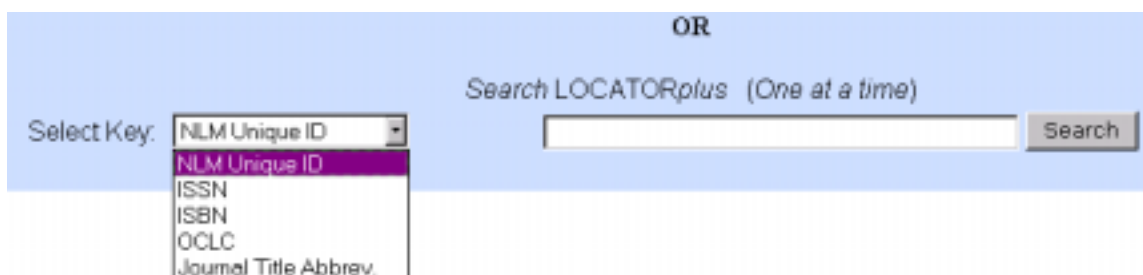 OR
Search LOCATORplus (One at a time)
Select Key: NLM Unique ID Search
NLM Unique ID
ISSN
ISBN
OCLC
Journal Title Abbrev.